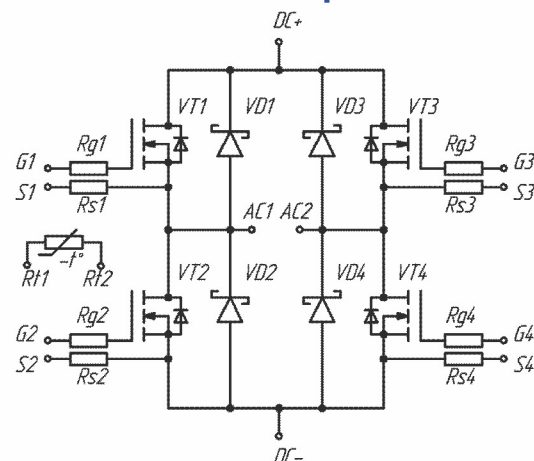 DC+
VT1 VD1 VD3 VT3
G1 Rg1 Rg3 G3
S1 Rs1 Rs3 S3
AC1 AC2
-t°
Rt1 Rt2 VT2 VD2 VD4 VT4
G2 Rg2 Rg4 G4
S2 Rs2 Rs4 S4
DC-